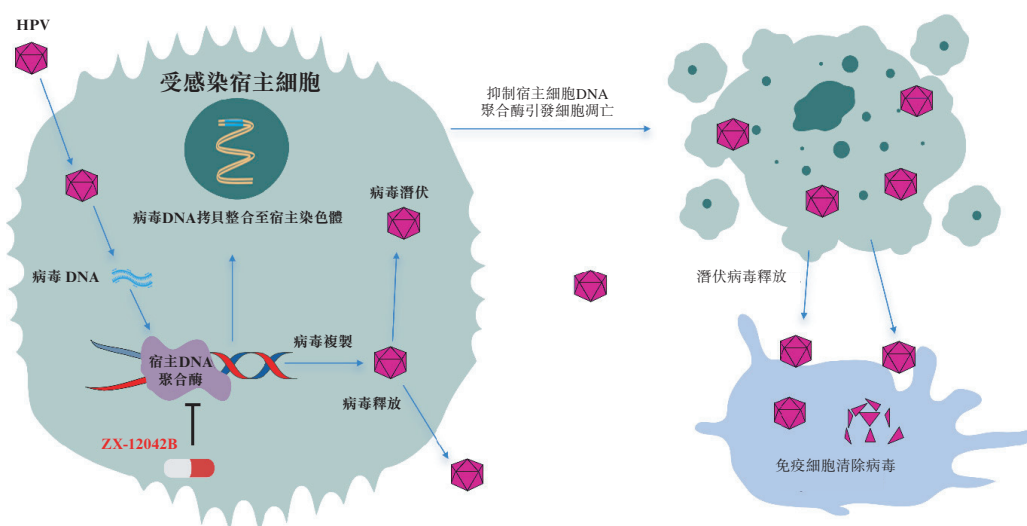 HPV
受感染宿主細胞
病毒DNA拷貝整合至宿主染色體
病毒潛伏
病毒 DNA
宿主DNA
聚合酶
病毒複製
病毒釋放
ZX-12042B
抑制宿主細胞DNA
聚合酶引發細胞凋亡
潛伏病毒釋放
免疫細胞清除病毒